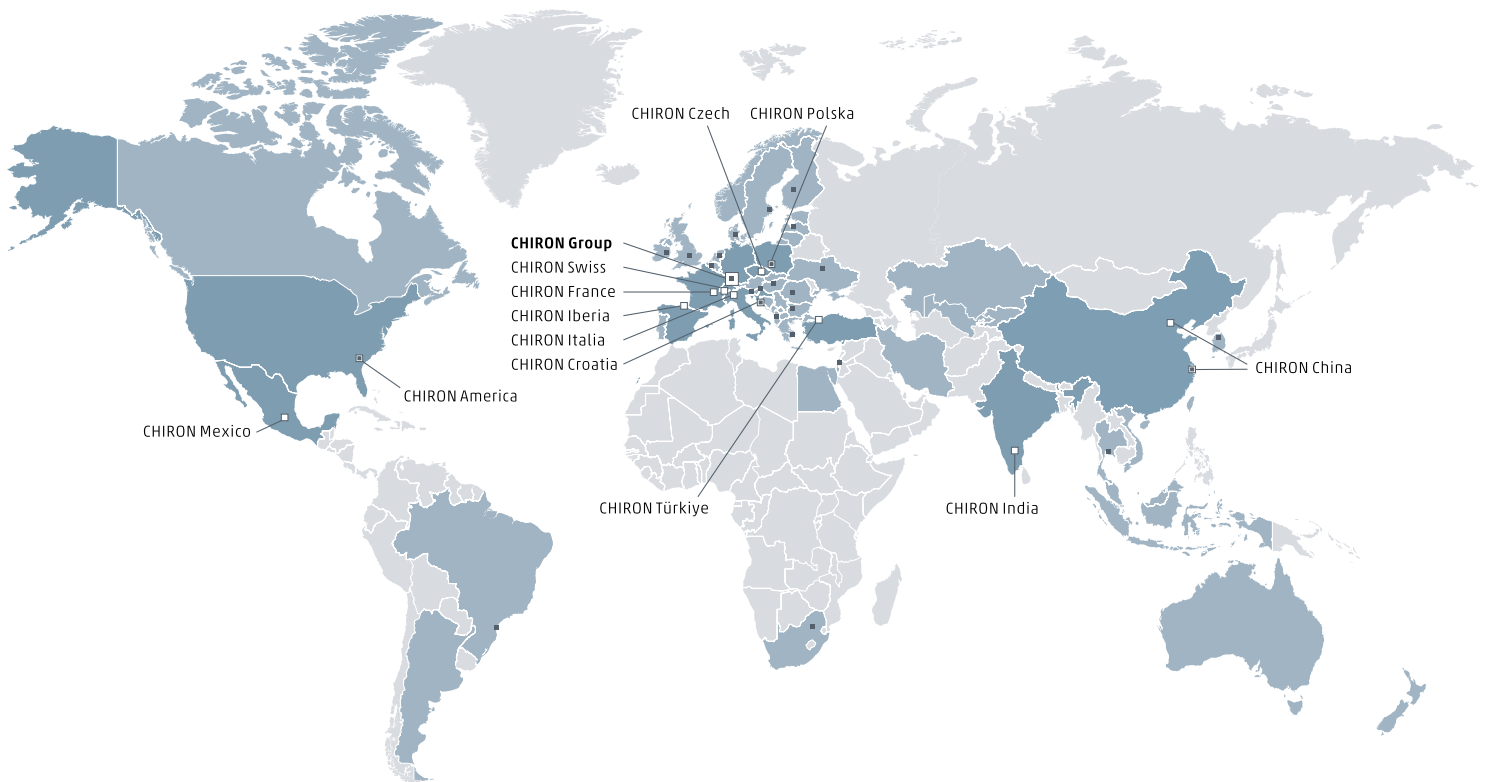 CHIRON Czech
CHIRON Polska
CHIRON Group
CHIRON Swiss
CHIRON France
CHIRON Iberia
CHIRON Italia
CHIRON Croatia
CHIRON China
CHIRON America
CHIRON Mexico
CHIRON Türkiye
CHIRON India